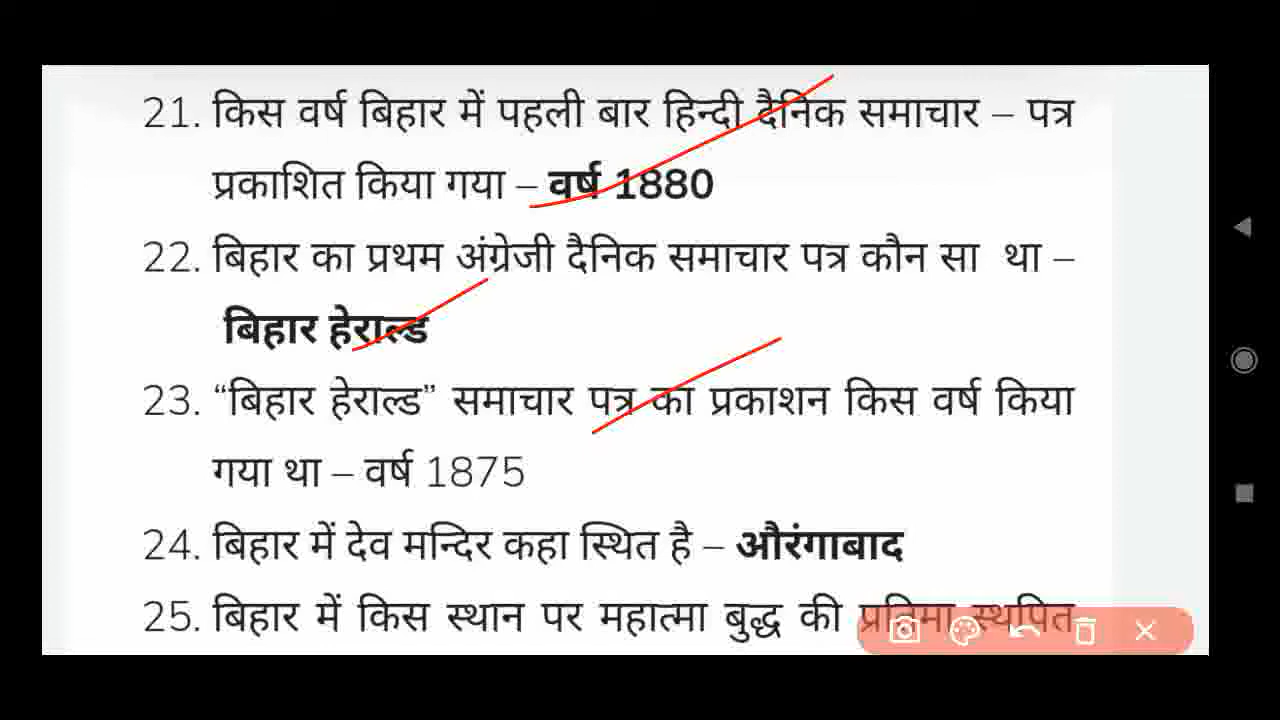 21. किस वर्ष बिहार में पहली बार हिन्दी दैनिक समाचार – पत्र
प्रकाशित किया गया – वर्ष 1880
22. बिहार का प्रथम अंग्रेजी दैनिक समाचार पत्र कौन सा था –
बिहार हेराल्ड
23. “बिहार हेराल्ड” समाचार पत्र का प्रकाशन किस वर्ष किया
गया था – वर्ष 1875
24. बिहार में देव मन्दिर कहा स्थित है – औरंगाबाद
25. बिहार में किस स्थान पर महात्मा बुद्ध की प्रतिमा स्थपित